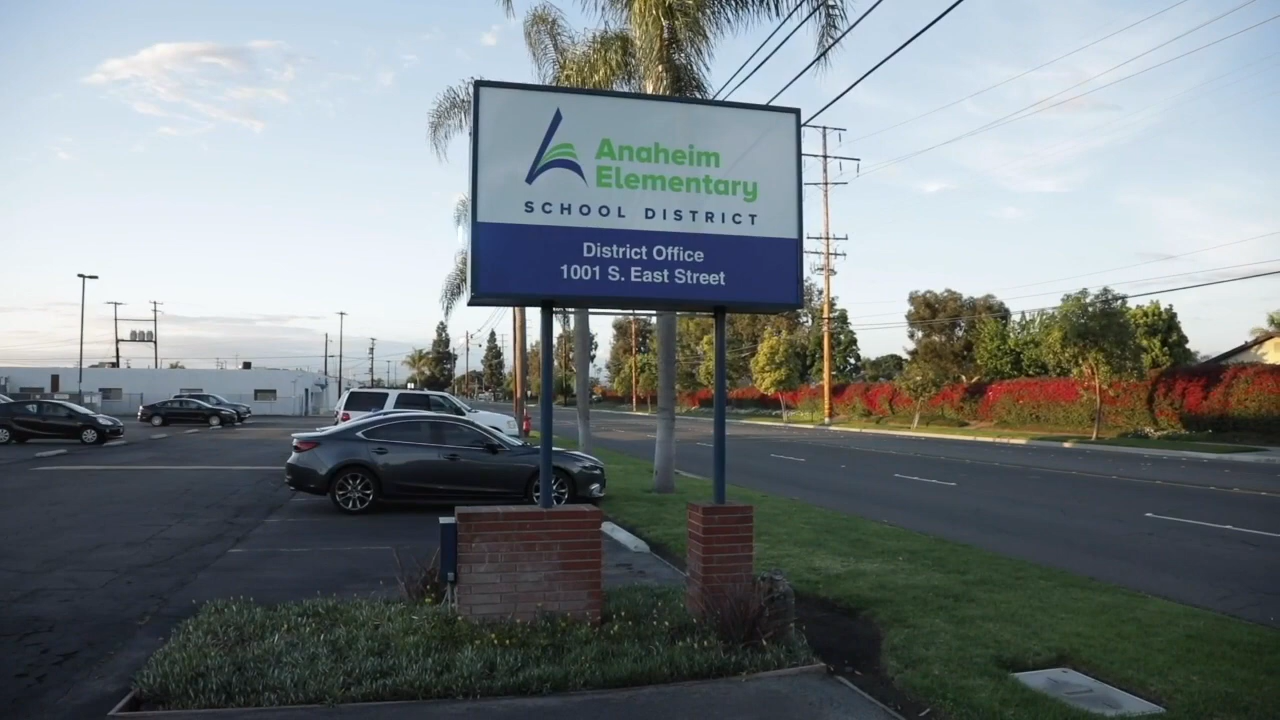 Anaheim
Elementary
SCHOOL DISTRICT
District Office
1001 S. East Street